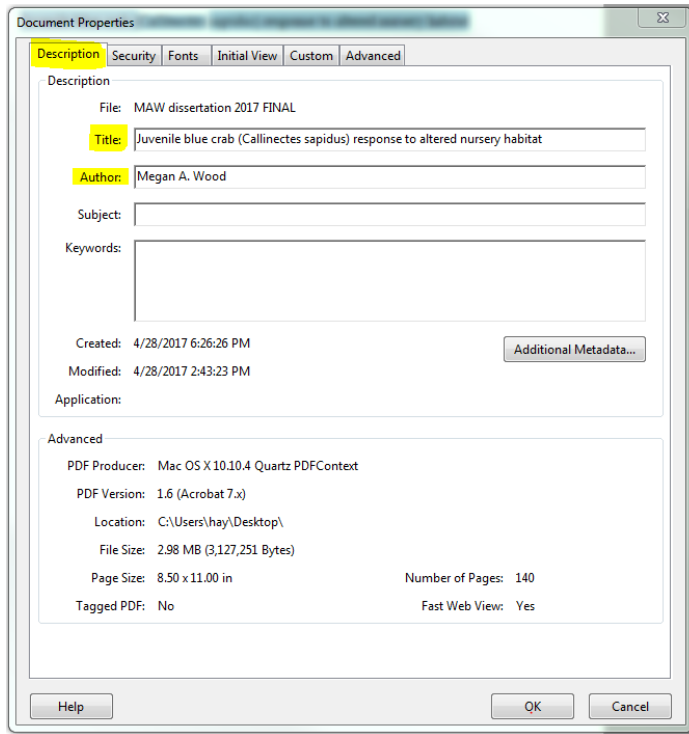 Document Properties
Description Security Fonts Initial View Custom Advanced
Description
File: MAW dissertation 2017 FINAL
Title: Juvenile blue crab (Callinectes sapidus) response to altered nursery habitat
Author: Megan A. Wood
Subject:
Keywords:
Created: 4/28/2017 6:26:26 PM
Additional Metadata...
Modified: 4/28/2017 2:43:23 PM
Application:
Advanced
PDF Producer: Mac OS X 10.10.4 Quartz PDFContext
PDF Version: 1.6 (Acrobat 7.x)
Location: C:\Users\hay\Desktop\
File Size: 2.98 MB (3,127,251 Bytes)
Page Size: 8.50 x 11.00 in Number of Pages: 140
Tagged PDF: No Fast Web View: Yes
Help OK Cancel